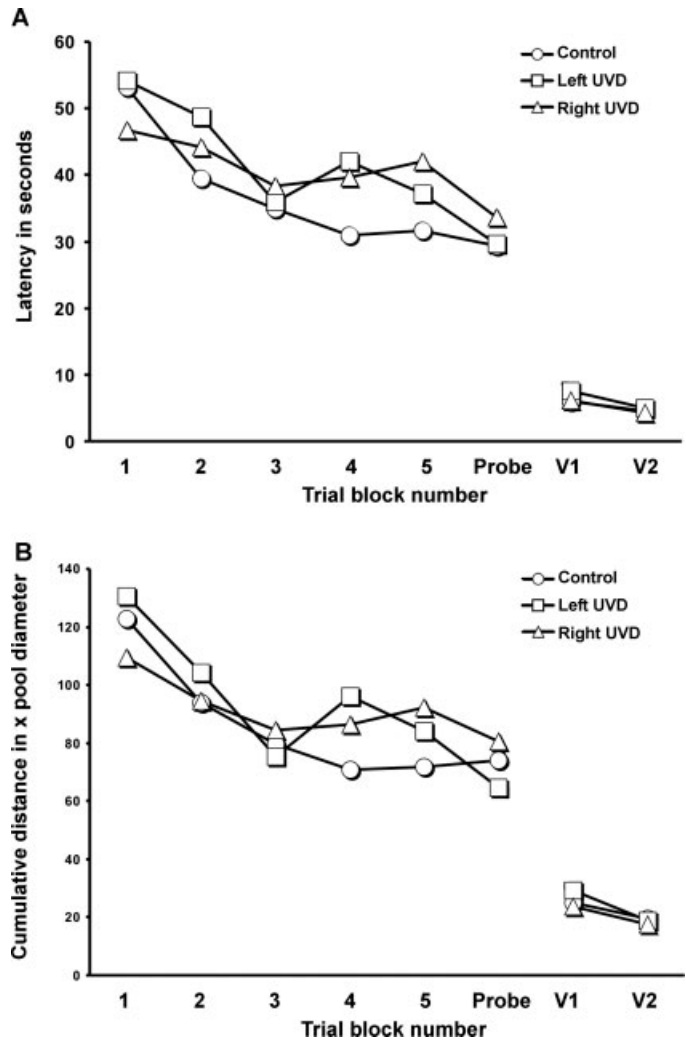 A
60
50
40
30
20
10
0
Latency in seconds
Control
Left UVD
Right UVD
1 2 3 4 5 Probe V1 V2
Trial block number
B
140
120
100
80
60
40
20
0
Cumulative distance in x pool diameter
Control
Left UVD
Right UVD
1 2 3 4 5 Probe V1 V2
Trial block number